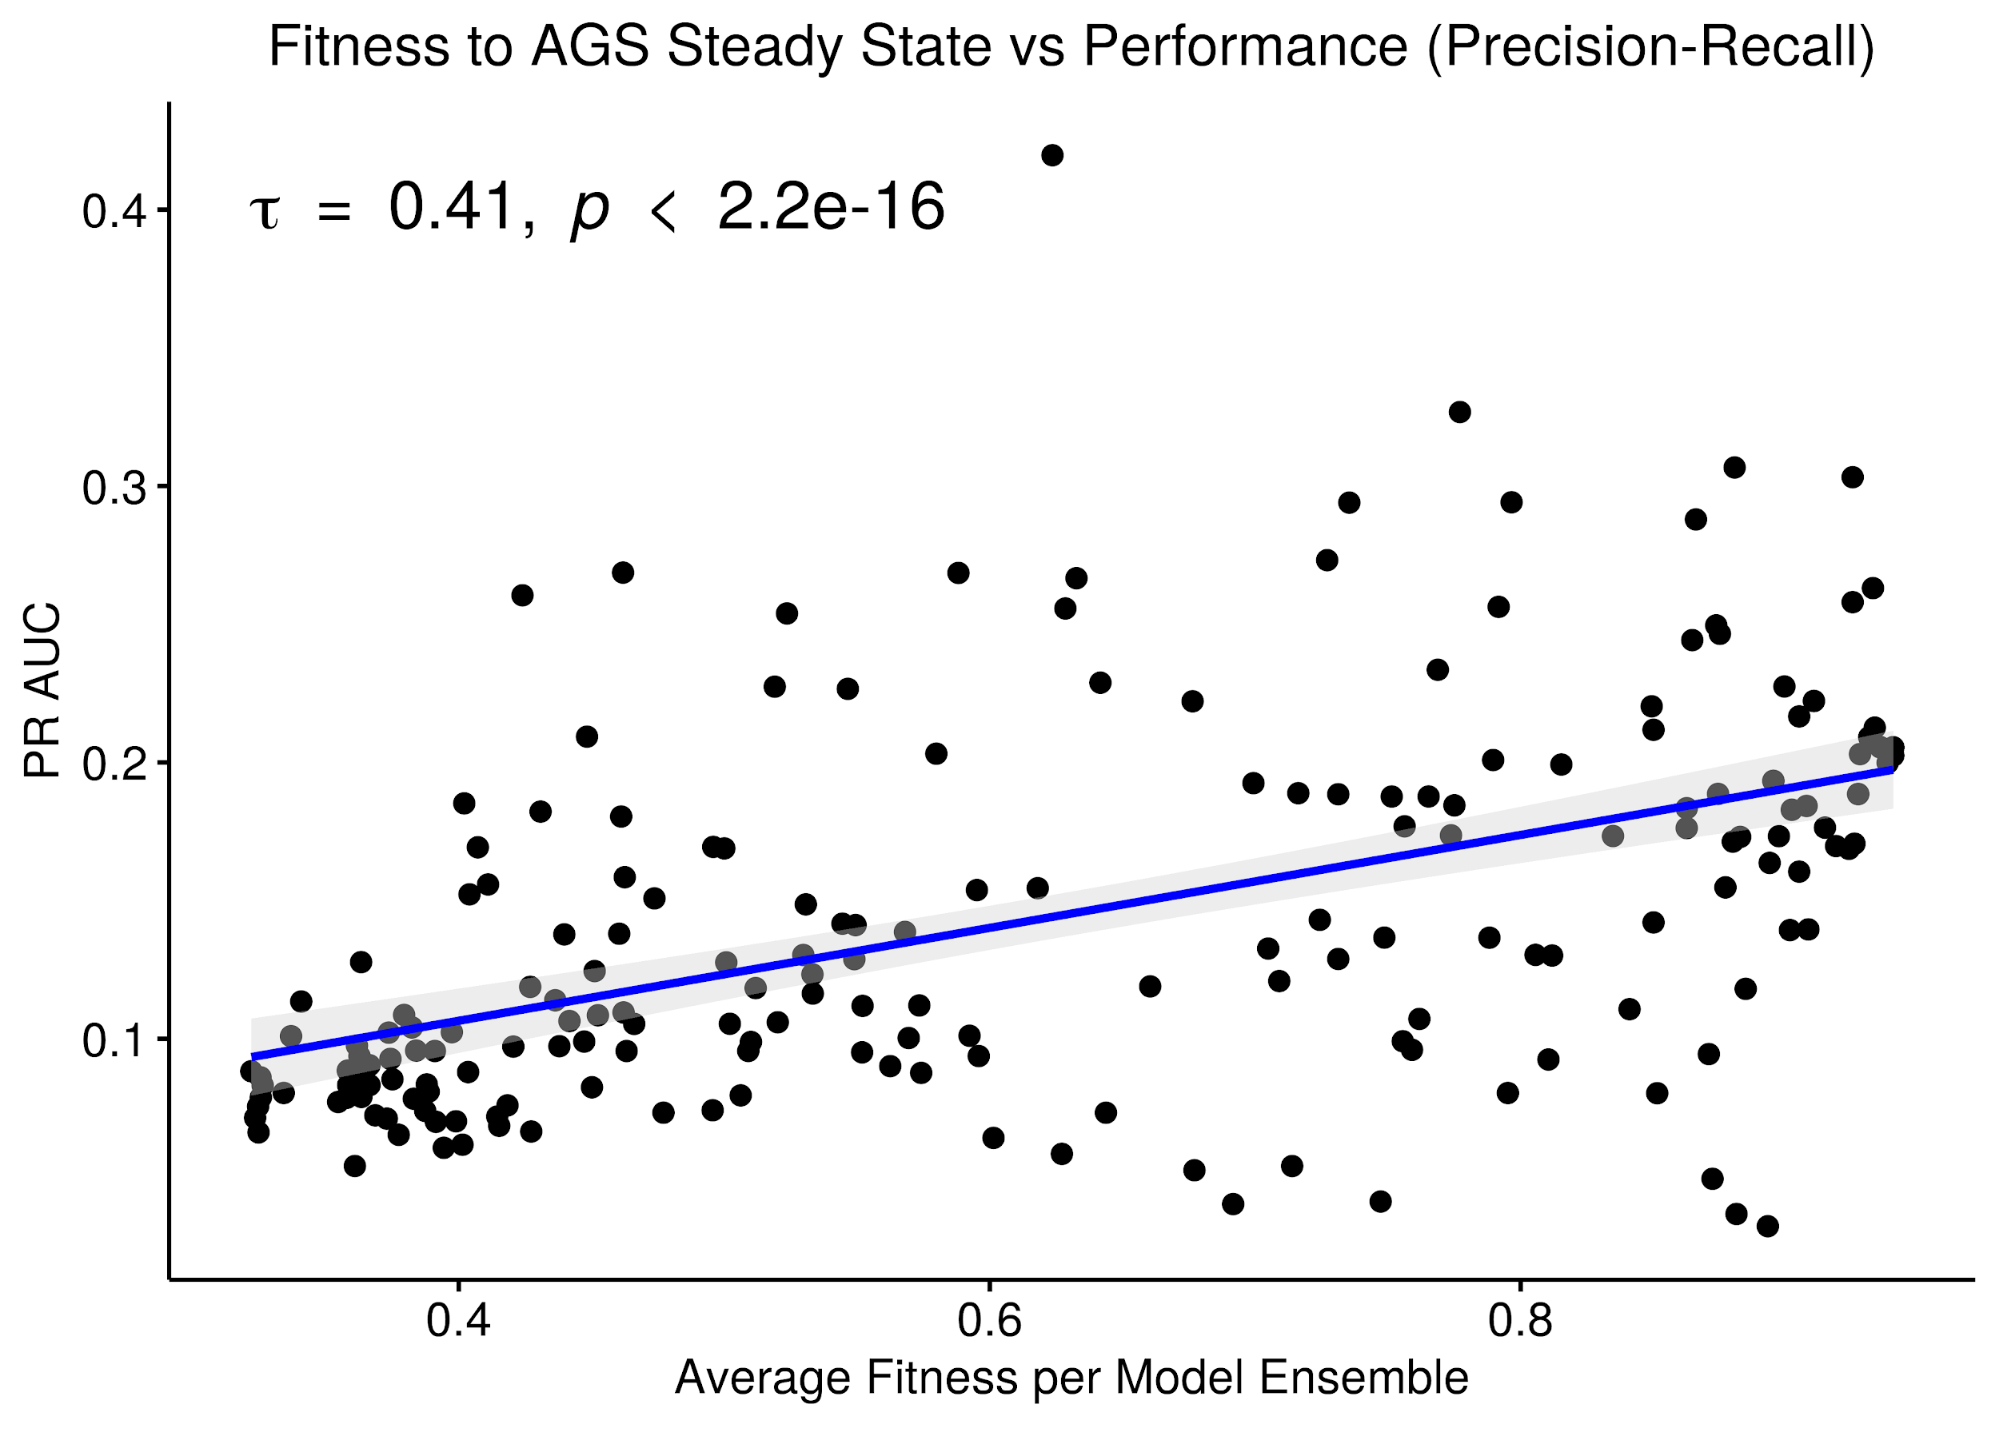 Fitness to AGS Steady State vs Performance (Precision-Recall)
τ = 0.41, p < 2.2e-16
0.4
0.3
0.2
0.1
PR AUC
0.4 0.6 0.8
Average Fitness per Model Ensemble